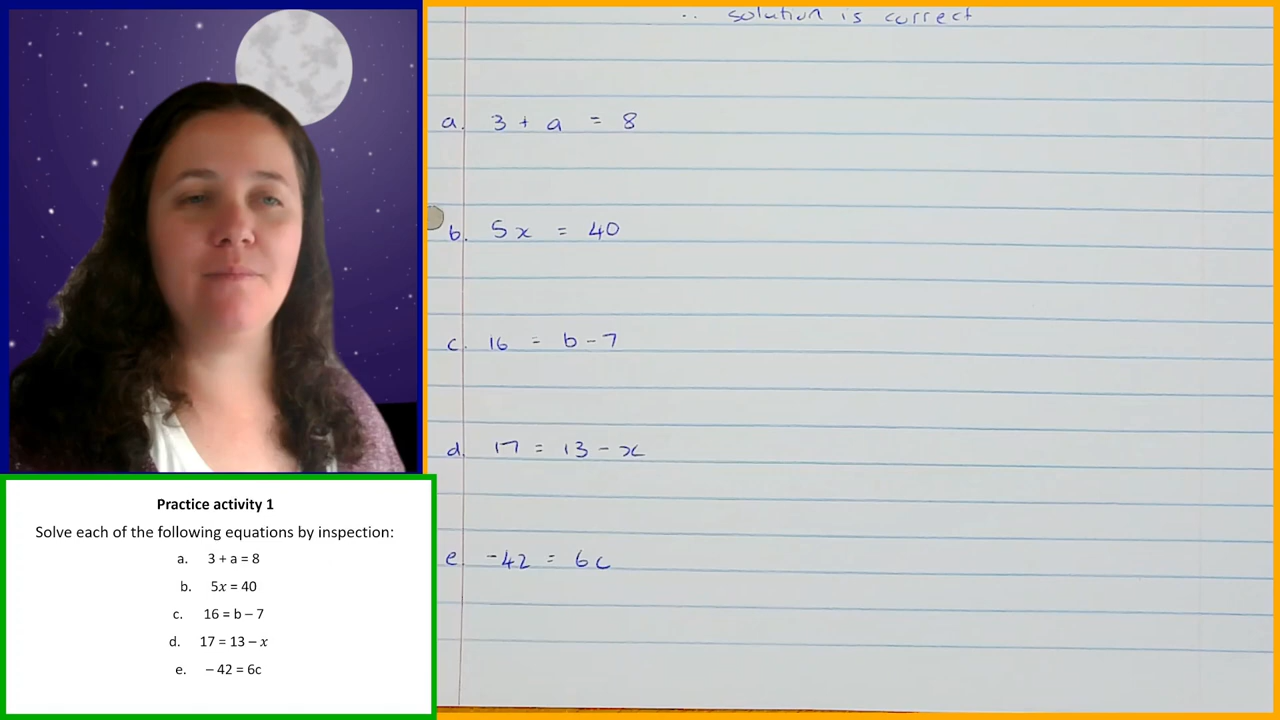 ∴ solution is correct
a. 3 + a = 8
b. 5x = 40
c. 16 = b - 7
d. 17 = 13 - x
e. -42 = 6c
Practice activity 1
Solve each of the following equations by inspection:
a. 3 + a = 8
b. 5x = 40
c. 16 = b – 7
d. 17 = 13 – x
e. – 42 = 6c